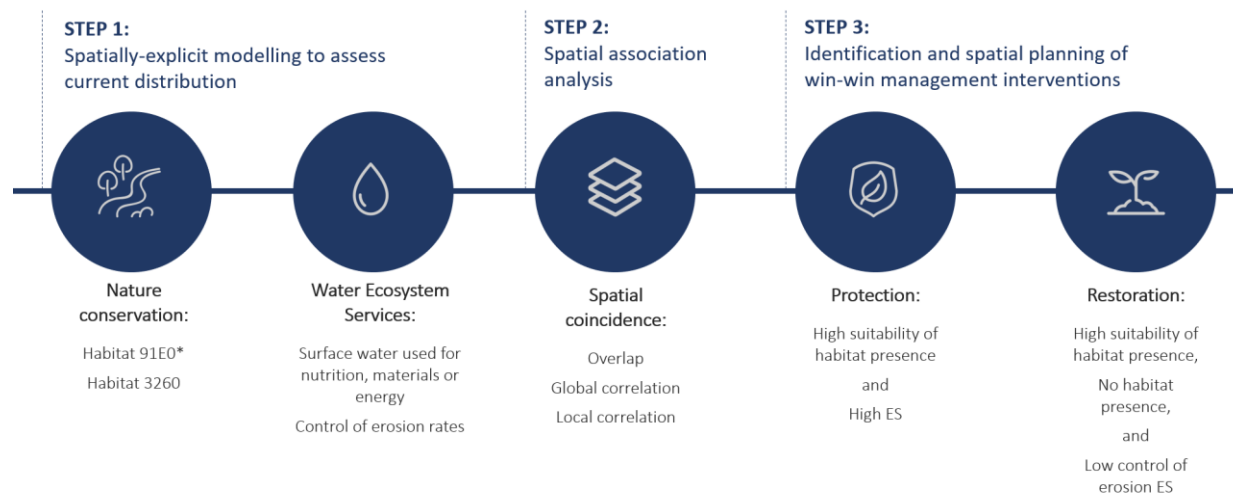 STEP 1:
Spatially-explicit modelling to assess
current distribution
STEP 2:
Spatial association
analysis
STEP 3:
Identification and spatial planning of
win-win management interventions
Nature
conservation:
Habitat 91E0*
Habitat 3260
Water Ecosystem
Services:
Surface water used for
nutrition, materials or
energy
Control of erosion rates
Spatial
coincidence:
Overlap
Global correlation
Local correlation
Protection:
High suitability of
habitat presence
and
High ES
Restoration:
High suitability of
habitat presence,
No habitat
presence,
and
Low control of
erosion ES